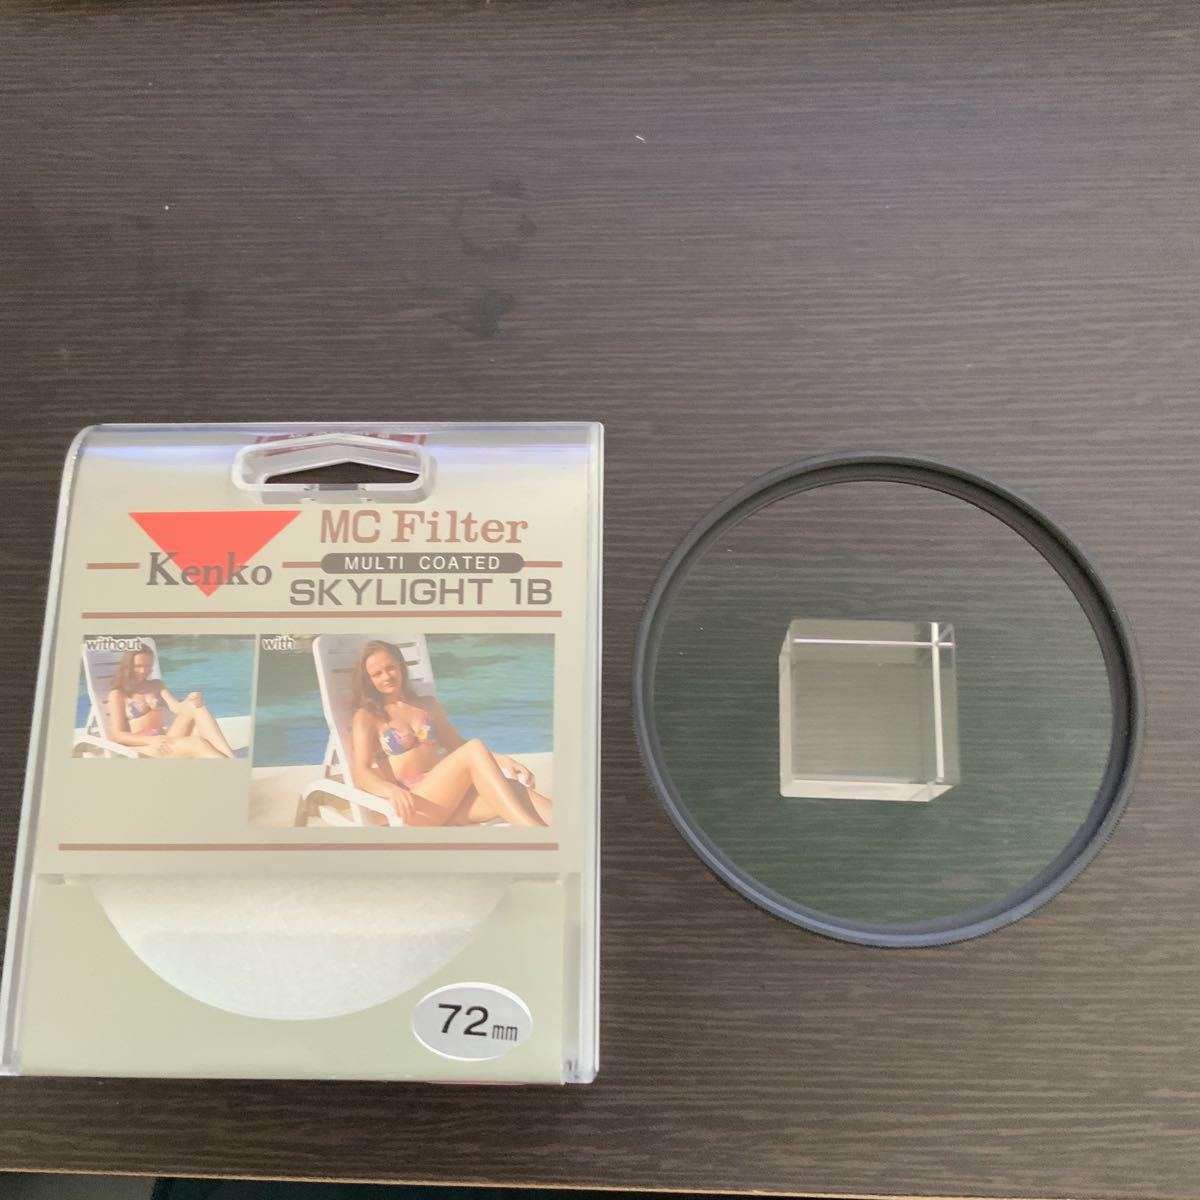 MC Filter
Kenko
MULTI COATED
SKYLIGHT 1B
without
with
72mm